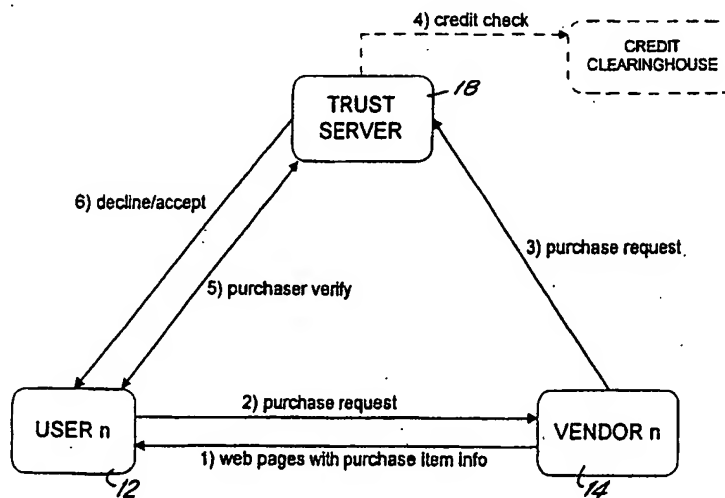 4) credit check
CREDIT
CLEARINGHOUSE
TRUST
SERVER
18
6) decline/accept
3) purchase request
5) purchaser verify
2) purchase request
USER n
VENDOR n
1) web pages with purchase item info
12
14